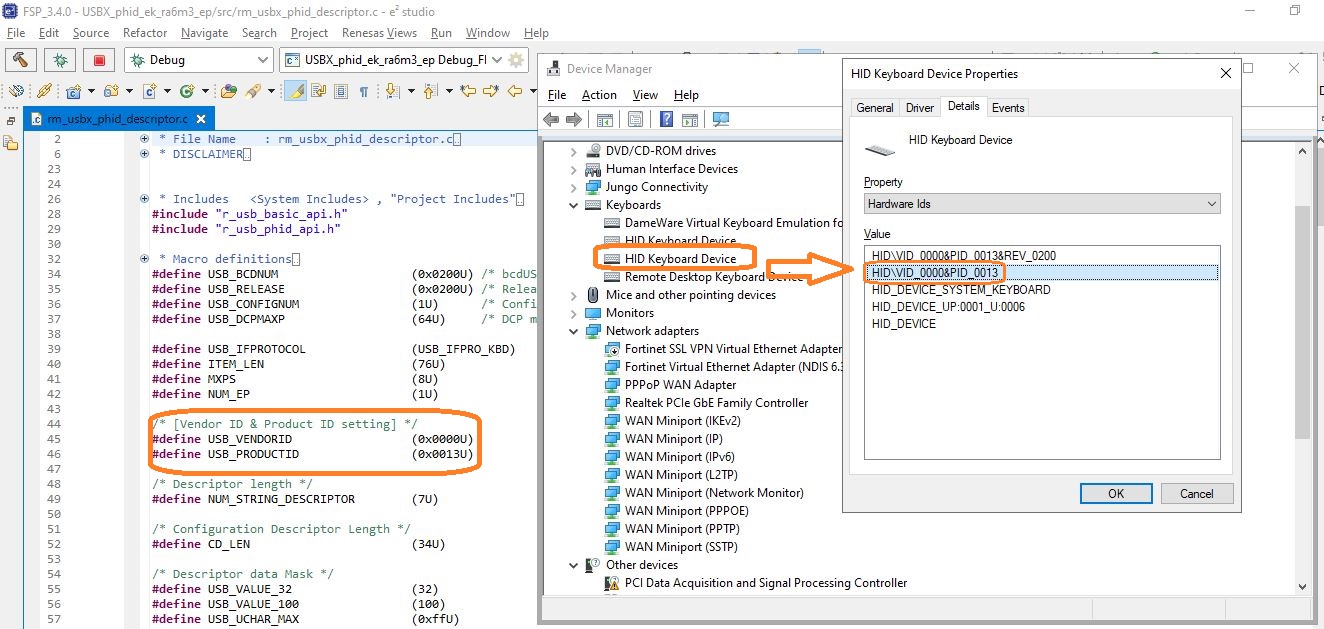 FSP_3.4.0 - USBX_phid_ek_ra6m3_ep/src/rm_usbx_phid_descriptor.c - e² studio
File Edit Source Refactor Navigate Search Project Renesas Views Run Window Help
Debug
USBX_phid_ek_ra6m3_ep Debug_Fl
rm_usbx_phid_descriptor.c
2 * File Name : rm_usbx_phid_descriptor.c
6 * DISCLAIMER
23
24
26 * Includes <System Includes> , "Project Includes"
28 #include "r_usb_basic_api.h"
29 #include "r_usb_phid_api.h"
30
32 * Macro definitions
34 #define USB_BCDNUM (0x0200U) /* bcdUS
35 #define USB_RELEASE (0x0200U) /* Relea
36 #define USB_CONFIGNUM (1U) /* Confi
37 #define USB_DCPMAXP (64U) /* DCP m
38
39 #define USB_IFPROTOCOL (USB_IFPRO_KBD)
40 #define ITEM_LEN (76U)
41 #define MXPS (8U)
42 #define NUM_EP (1U)
43
44 /* [Vendor ID & Product ID setting] */
45 #define USB_VENDORID (0x0000U)
46 #define USB_PRODUCTID (0x0013U)
47
48 /* Descriptor length */
49 #define NUM_STRING_DESCRIPTOR (7U)
50
51 /* Configuration Descriptor Length */
52 #define CD_LEN (34U)
53
54 /* Descriptor data Mask */
55 #define USB_VALUE_32 (32)
56 #define USB_VALUE_100 (100)
57 #define USB_UCHAR_MAX (0xffU)
Device Manager
File Action View Help
DVD/CD-ROM drives
Human Interface Devices
Jungo Connectivity
Keyboards
DameWare Virtual Keyboard Emulation fo
HID Keyboard Device
HID Keyboard Device
Remote Desktop Keyboard Device
Mice and other pointing devices
Monitors
Network adapters
Fortinet SSL VPN Virtual Ethernet Adapter
Fortinet Virtual Ethernet Adapter (NDIS 6.3
PPPoP WAN Adapter
Realtek PCIe GbE Family Controller
WAN Miniport (IKEv2)
WAN Miniport (IP)
WAN Miniport (IPv6)
WAN Miniport (L2TP)
WAN Miniport (Network Monitor)
WAN Miniport (PPPOE)
WAN Miniport (PPTP)
WAN Miniport (SSTP)
Other devices
PCI Data Acquisition and Signal Processing Controller
HID Keyboard Device Properties
General Driver Details Events
HID Keyboard Device
Property
Hardware Ids
Value
HID\VID_0000&PID_0013&REV_0200
HID\VID_0000&PID_0013
HID_DEVICE_SYSTEM_KEYBOARD
HID_DEVICE_UP:0001_U:0006
HID_DEVICE
OK Cancel